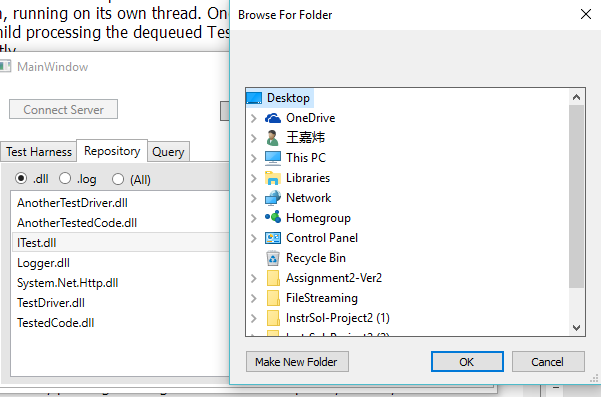 n, running on its own thread. On
hild processing the dequeued Tes
MainWindow
Connect Server
Test Harness
Repository
Query
.dll
.log
(All)
AnotherTestDriver.dll
AnotherTestedCode.dll
ITest.dll
Logger.dll
System.Net.Http.dll
TestDriver.dll
TestedCode.dll
Browse For Folder
Desktop
OneDrive
王嘉炜
This PC
Libraries
Network
Homegroup
Control Panel
Recycle Bin
Assignment2-Ver2
FileStreaming
InstrSol-Project2 (1)
InstrSol-Project2 (2)
Make New Folder
OK
Cancel